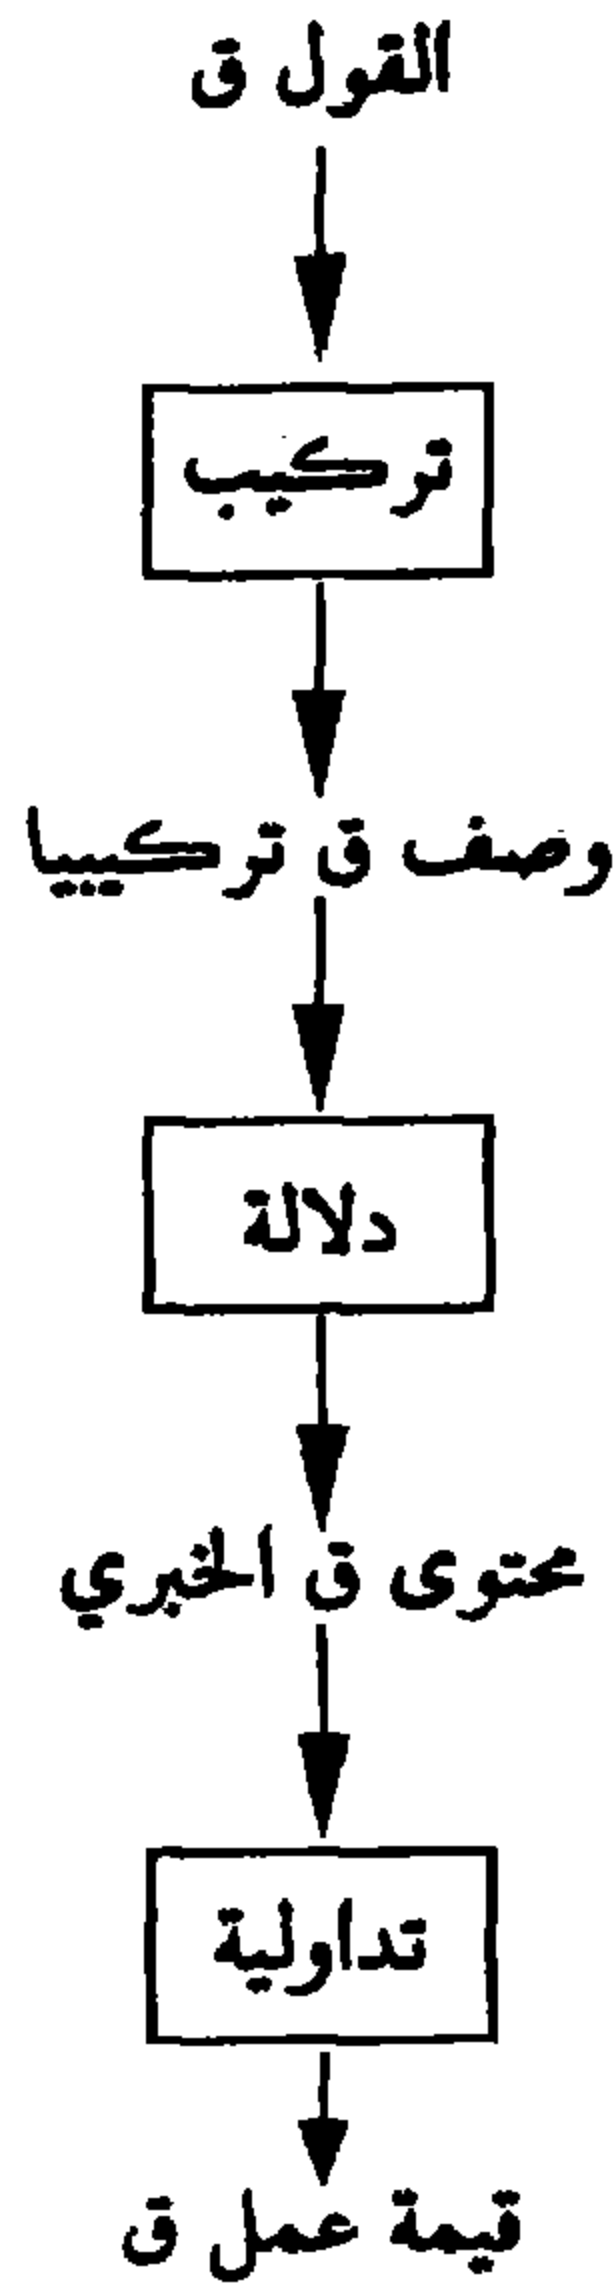 القول ق
تركيب
وصف ق تركيبيا
دلالة
محتوى ق الخبري
تداولية
قيمة عمل ق